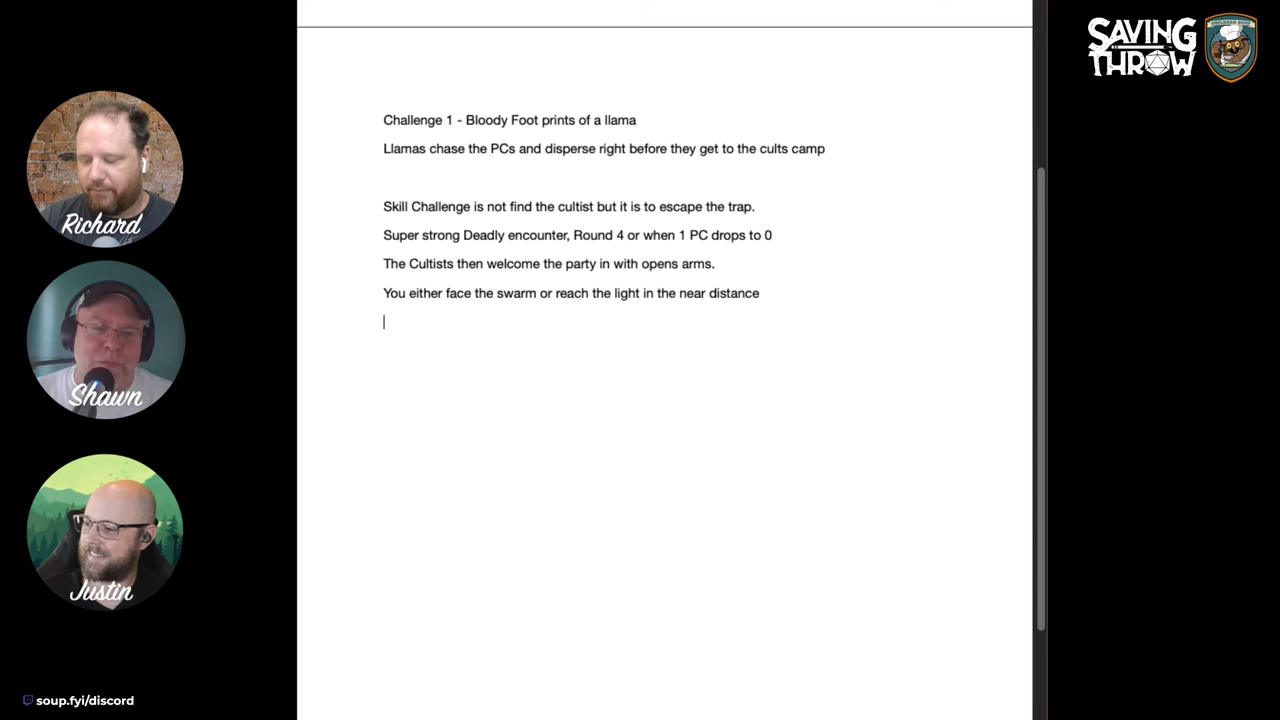 SAVING
THROW
Challenge 1 - Bloody Foot prints of a llama
Llamas chase the PCs and disperse right before they get to the cults camp
Skill Challenge is not find the cultist but it is to escape the trap.
Super strong Deadly encounter, Round 4 or when 1 PC drops to 0
The Cultists then welcome the party in with opens arms.
You either face the swarm or reach the light in the near distance
Richard
Shawn
Justin
soup.fyi/discord